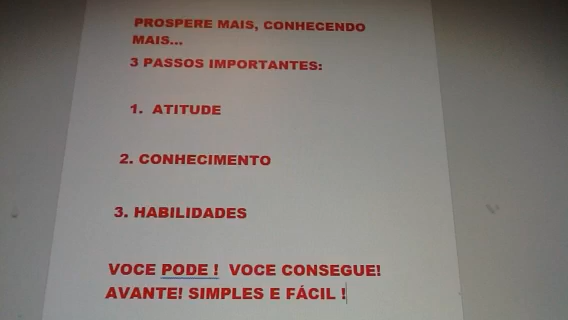 PROSPERE MAIS, CONHECENDO
MAIS...
3 PASSOS IMPORTANTES:
1. ATITUDE
2. CONHECIMENTO
3. HABILIDADES
VOCE PODE ! VOCE CONSEGUE!
AVANTE! SIMPLES E FÁCIL !